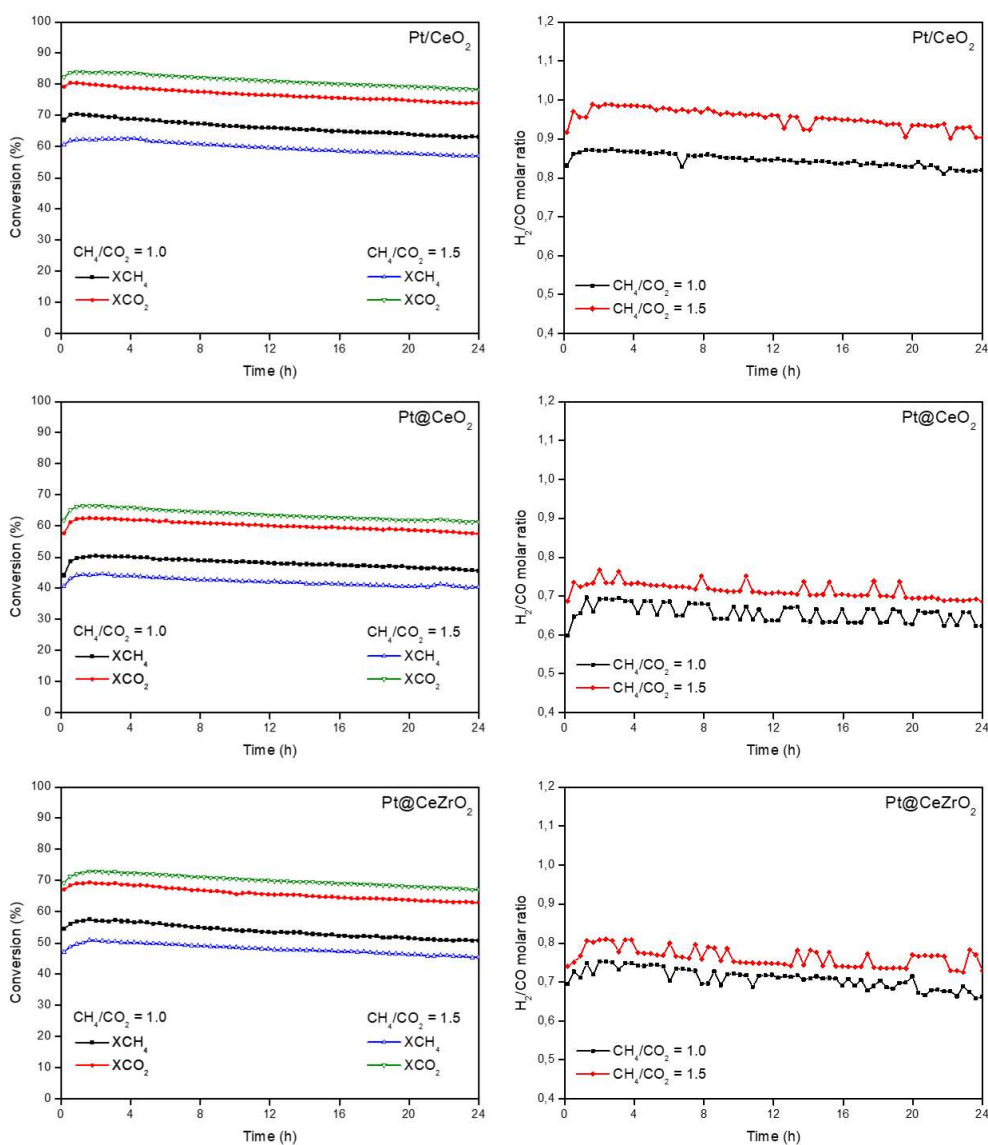 Pt/CeO₂
Conversion (%)
100
90
80
70
60
50
40
30
20
10
0
CH₄/CO₂ = 1.0
XCH₄
XCO₂
CH₄/CO₂ = 1.5
XCH₄
XCO₂
0 4 8 12 16 20 24
Time (h)
Pt/CeO₂
H₂/CO molar ratio
1,2
1,1
1,0
0,9
0,8
0,7
0,6
0,5
0,4
CH₄/CO₂ = 1.0
CH₄/CO₂ = 1.5
0 4 8 12 16 20 24
Time (h)
Pt@CeO₂
Conversion (%)
100
90
80
70
60
50
40
30
20
10
0
CH₄/CO₂ = 1.0
XCH₄
XCO₂
CH₄/CO₂ = 1.5
XCH₄
XCO₂
0 4 8 12 16 20 24
Time (h)
Pt@CeO₂
H₂/CO molar ratio
1,2
1,1
1,0
0,9
0,8
0,7
0,6
0,5
0,4
CH₄/CO₂ = 1.0
CH₄/CO₂ = 1.5
0 4 8 12 16 20 24
Time (h)
Pt@CeZrO₂
Conversion (%)
100
90
80
70
60
50
40
30
20
10
0
CH₄/CO₂ = 1.0
XCH₄
XCO₂
CH₄/CO₂ = 1.5
XCH₄
XCO₂
0 4 8 12 16 20 24
Time (h)
Pt@CeZrO₂
H₂/CO molar ratio
1,2
1,1
1,0
0,9
0,8
0,7
0,6
0,5
0,4
CH₄/CO₂ = 1.0
CH₄/CO₂ = 1.5
0 4 8 12 16 20 24
Time (h)